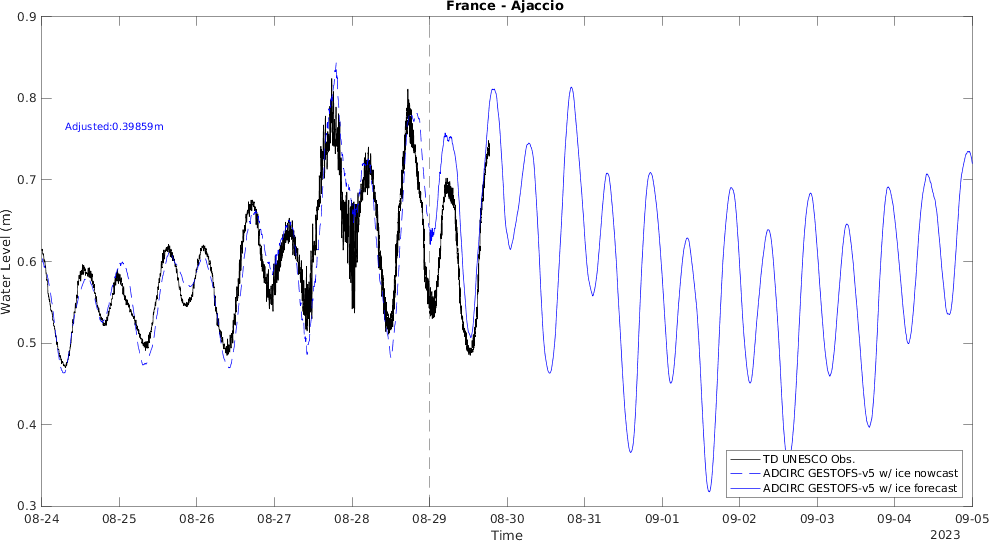 France - Ajaccio
0.9
0.8
0.7
0.6
0.5
0.4
0.3
Water Level (m)
Adjusted:0.39859m
TD UNESCO Obs.
ADCIRC GESTOFS-v5 w/ ice nowcast
ADCIRC GESTOFS-v5 w/ ice forecast
08-24 08-25 08-26 08-27 08-28 08-29 08-30 08-31 09-01 09-02 09-03 09-04 09-05
Time
2023